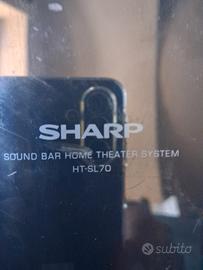 SHARP
SOUND BAR HOME THEATER SYSTEM
HT-SL70
subito